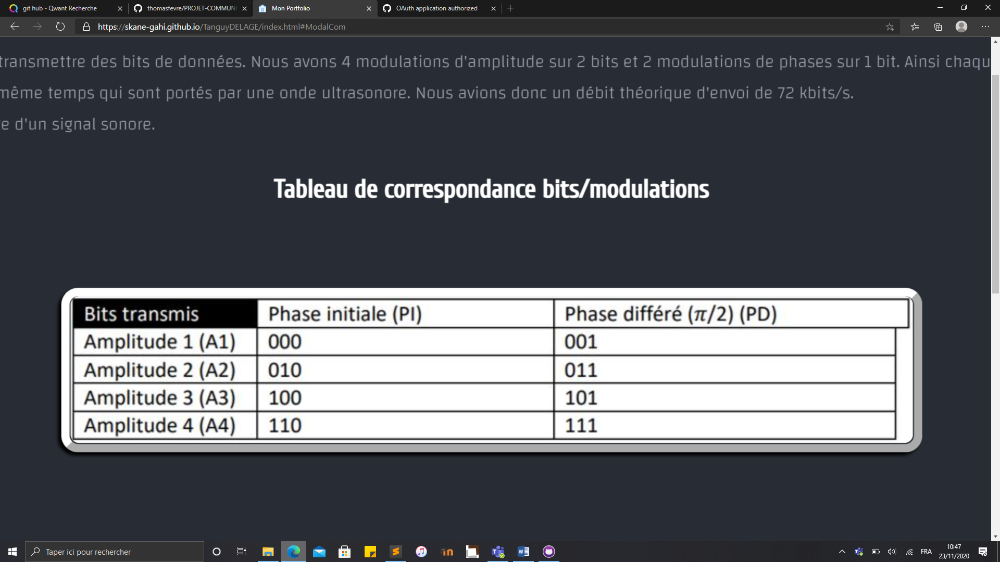 git hub - Qwant Recherche
thomasfevre/PROJET-COMMUNI
Mon Portfolio
OAuth application authorized
https://skane-gahi.github.io/TanguyDELAGE/index.html#ModalCom
transmettre des bits de données. Nous avons 4 modulations d'amplitude sur 2 bits et 2 modulations de phases sur 1 bit. Ainsi chaqu
même temps qui sont portés par une onde ultrasonore. Nous avions donc un débit théorique d'envoi de 72 kbits/s.
e d'un signal sonore.
Tableau de correspondance bits/modulations
Bits transmis Phase initiale (PI) Phase différé (π/2) (PD)
Amplitude 1 (A1) 000 001
Amplitude 2 (A2) 010 011
Amplitude 3 (A3) 100 101
Amplitude 4 (A4) 110 111
Taper ici pour rechercher
FRA
10:47
23/11/2020